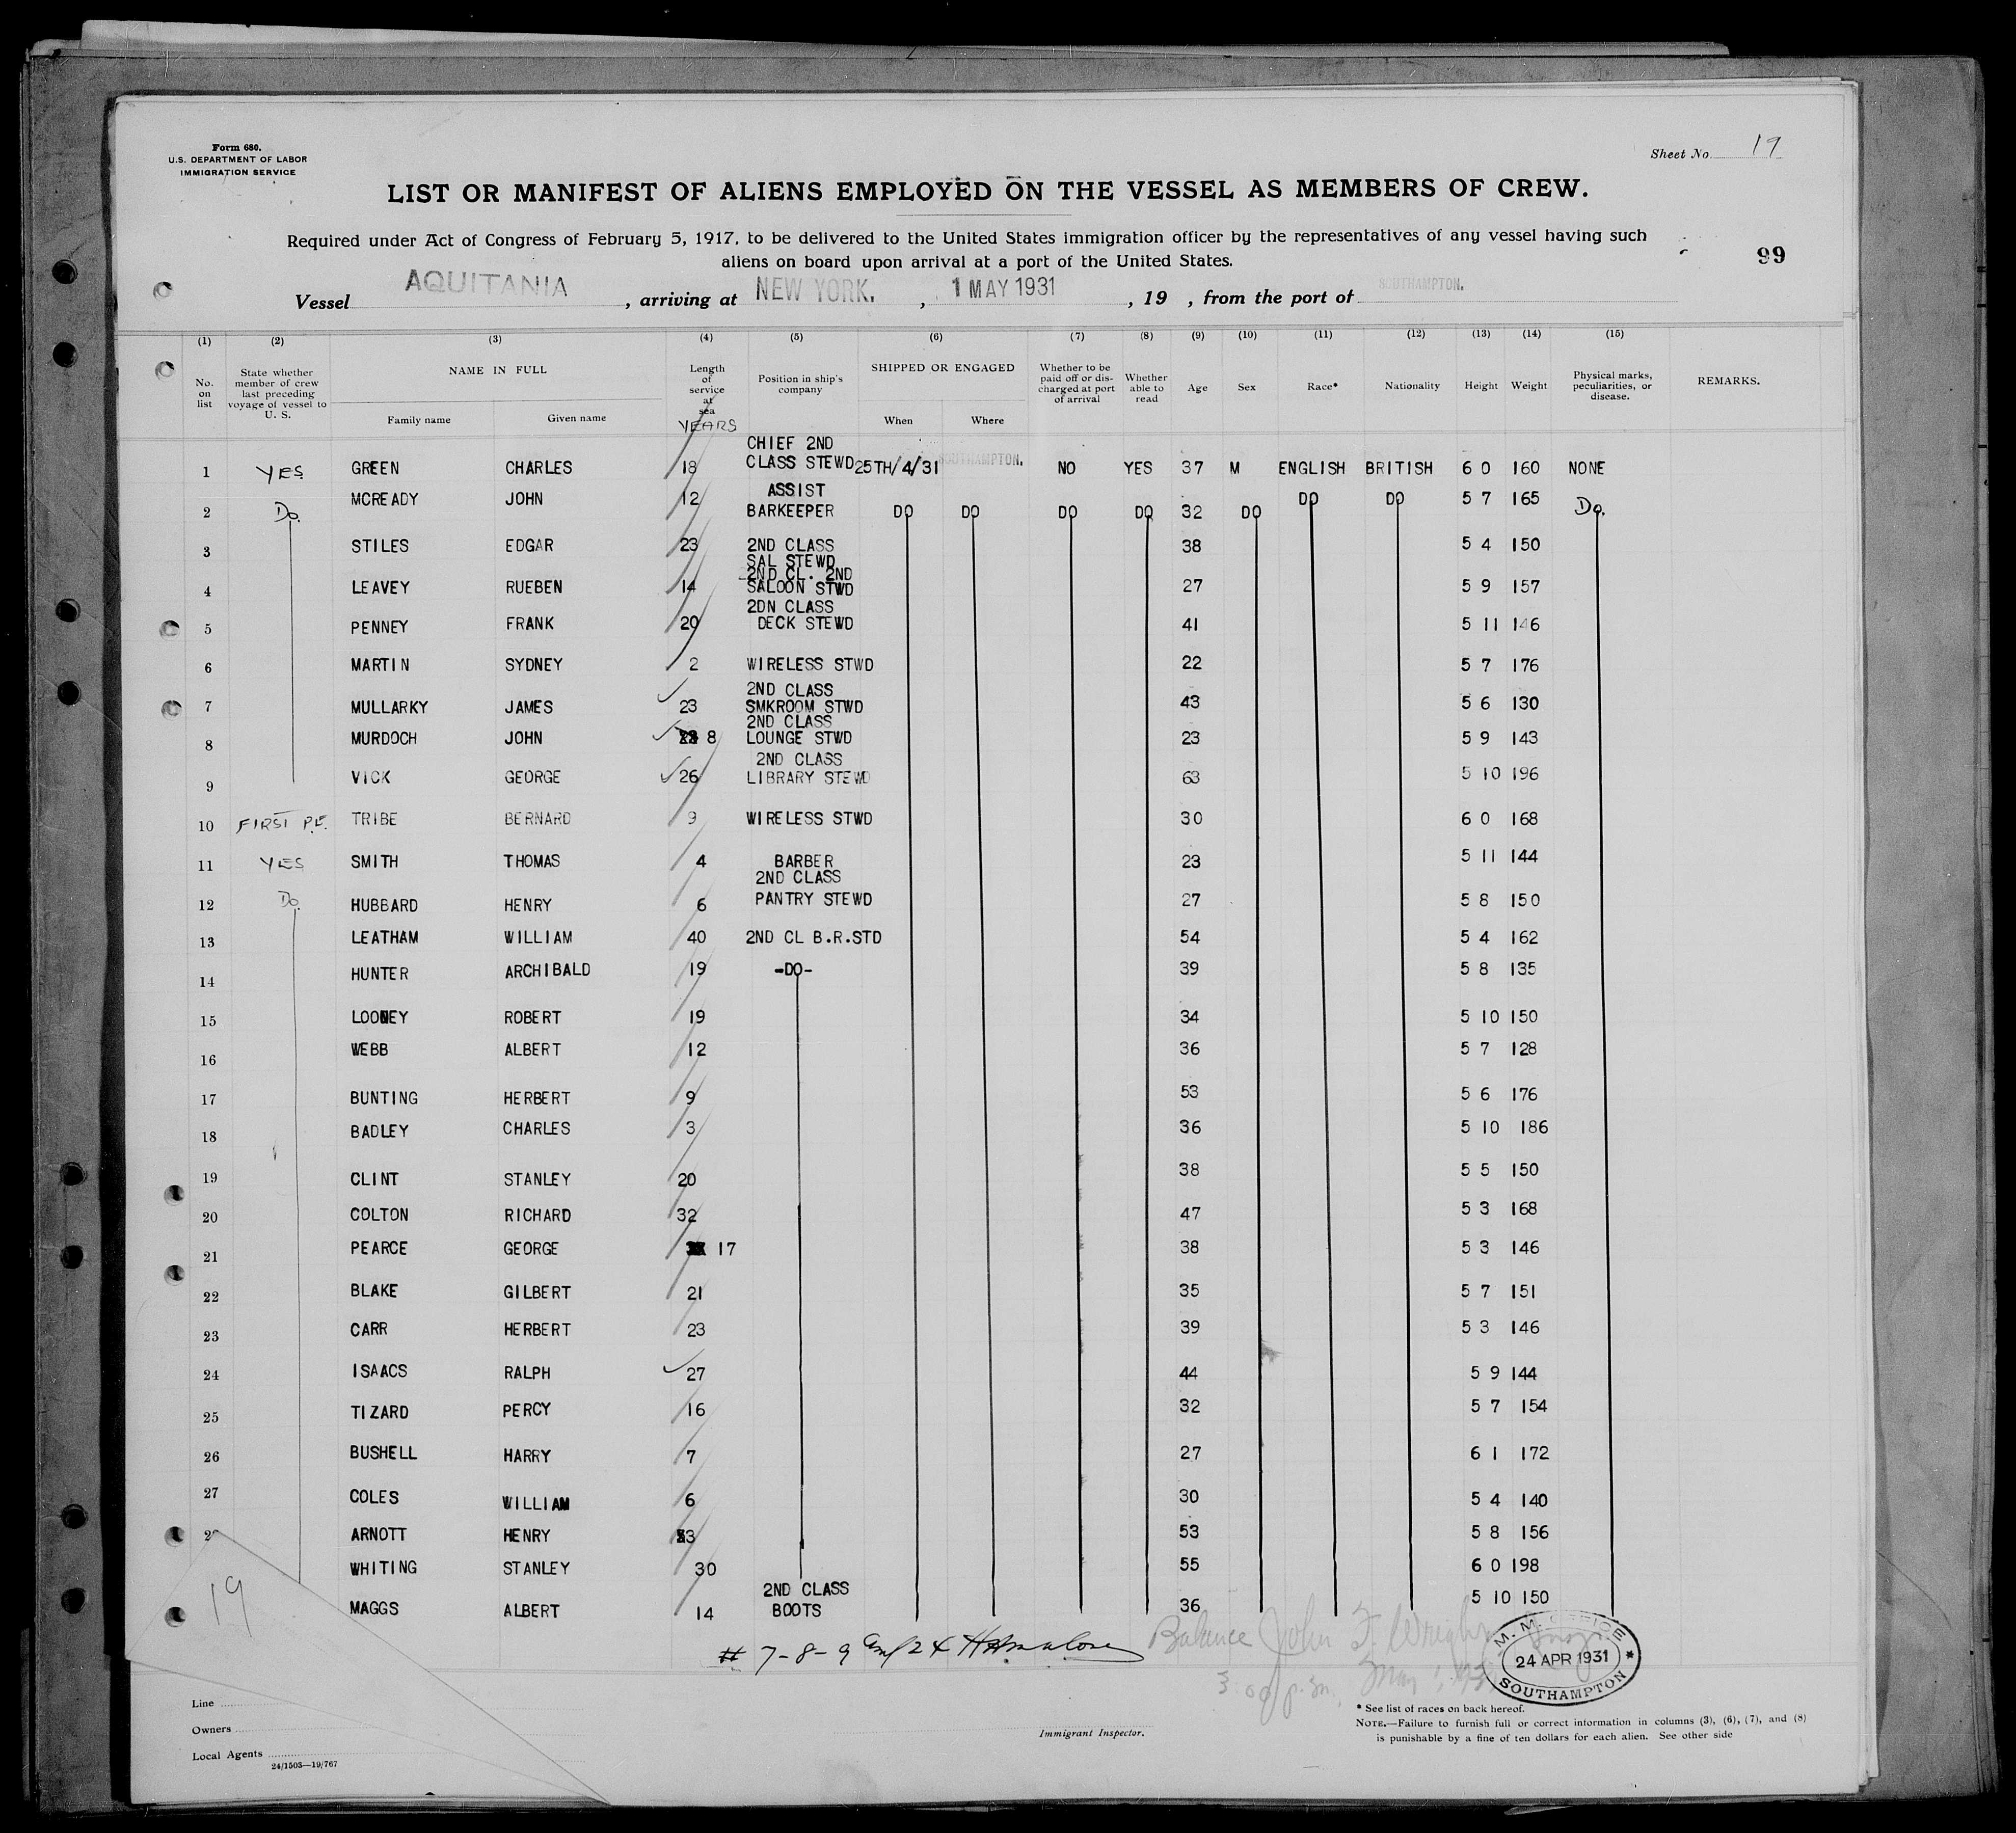 Form 680.
U.S. DEPARTMENT OF LABOR
IMMIGRATION SERVICE
Sheet No. 19
LIST OR MANIFEST OF ALIENS EMPLOYED ON THE VESSEL AS MEMBERS OF CREW.
Required under Act of Congress of February 5, 1917, to be delivered to the United States immigration officer by the representatives of any vessel having such
aliens on board upon arrival at a port of the United States.
99
Vessel AQUITANIA, arriving at NEW YORK., 1 MAY 1931, 19 , from the port of SOUTHAMPTON.
(1) (2) (3) (4) (5) (6) (7) (8) (9) (10) (11) (12) (13) (14) (15)
No. on list State whether member of crew last preceding voyage of vessel to U. S. NAME IN FULL Family name Given name Length of service at sea YEARS Position in ship's company SHIPPED OR ENGAGED When Where Whether to be paid off or discharged at port of arrival Whether able to read Age Sex Race* Nationality Height Weight Physical marks, peculiarities, or disease. REMARKS.
1 YES GREEN CHARLES 18 CHIEF 2ND CLASS STEWD 25TH/4/31 SOUTHAMPTON. NO YES 37 M ENGLISH BRITISH 6 0 160 NONE
2 Do. MCREADY JOHN 12 ASSIST BARKEEPER DO DO DO DO 32 DO DO DO 5 7 165 Do.
3 STILES EDGAR 23 2ND CLASS SAL STEWD 38 5 4 150
4 LEAVEY RUEBEN 14 2ND CL. 2ND SALOON STWD 27 5 9 157
5 PENNEY FRANK 20 2DN CLASS DECK STEWD 41 5 11 146
6 MARTIN SYDNEY 2 WIRELESS STWD 22 5 7 176
7 MULLARKY JAMES 23 2ND CLASS SMKROOM STWD 43 5 6 130
8 MURDOCH JOHN 8 2ND CLASS LOUNGE STWD 23 5 9 143
9 VICK GEORGE 26 2ND CLASS LIBRARY STEWD 63 5 10 196
10 FIRST P.F. TRIBE BERNARD 9 WIRELESS STWD 30 6 0 168
11 YES SMITH THOMAS 4 BARBER 23 5 11 144
12 Do. HUBBARD HENRY 6 2ND CLASS PANTRY STEWD 27 5 8 150
13 LEATHAM WILLIAM 40 2ND CL B.R.STD 54 5 4 162
14 HUNTER ARCHIBALD 19 -DO- 39 5 8 135
15 LOONEY ROBERT 19 34 5 10 150
16 WEBB ALBERT 12 36 5 7 128
17 BUNTING HERBERT 9 53 5 6 176
18 BADLEY CHARLES 3 36 5 10 186
19 CLINT STANLEY 20 38 5 5 150
20 COLTON RICHARD 32 47 5 3 168
21 PEARCE GEORGE 17 38 5 3 146
22 BLAKE GILBERT 21 35 5 7 151
23 CARR HERBERT 23 39 5 3 146
24 ISAACS RALPH 27 44 5 9 144
25 TIZARD PERCY 16 32 5 7 154
26 BUSHELL HARRY 7 27 6 1 172
27 COLES WILLIAM 6 30 5 4 140
ARNOTT HENRY 53 5 8 156
WHITING STANLEY 30 55 6 0 198
MAGGS ALBERT 14 2ND CLASS BOOTS 36 5 10 150
19
# 7-8-9 and 24
Balance John F. Wright
3:00 p.m. May 1,
M. M. OFFICE
24 APR 1931
SOUTHAMPTON
Line
Owners
Local Agents
24/1503—19/767
Immigrant Inspector.
* See list of races on back hereof.
NOTE.—Failure to furnish full or correct information in columns (3), (6), (7), and (8)
is punishable by a fine of ten dollars for each alien. See other side